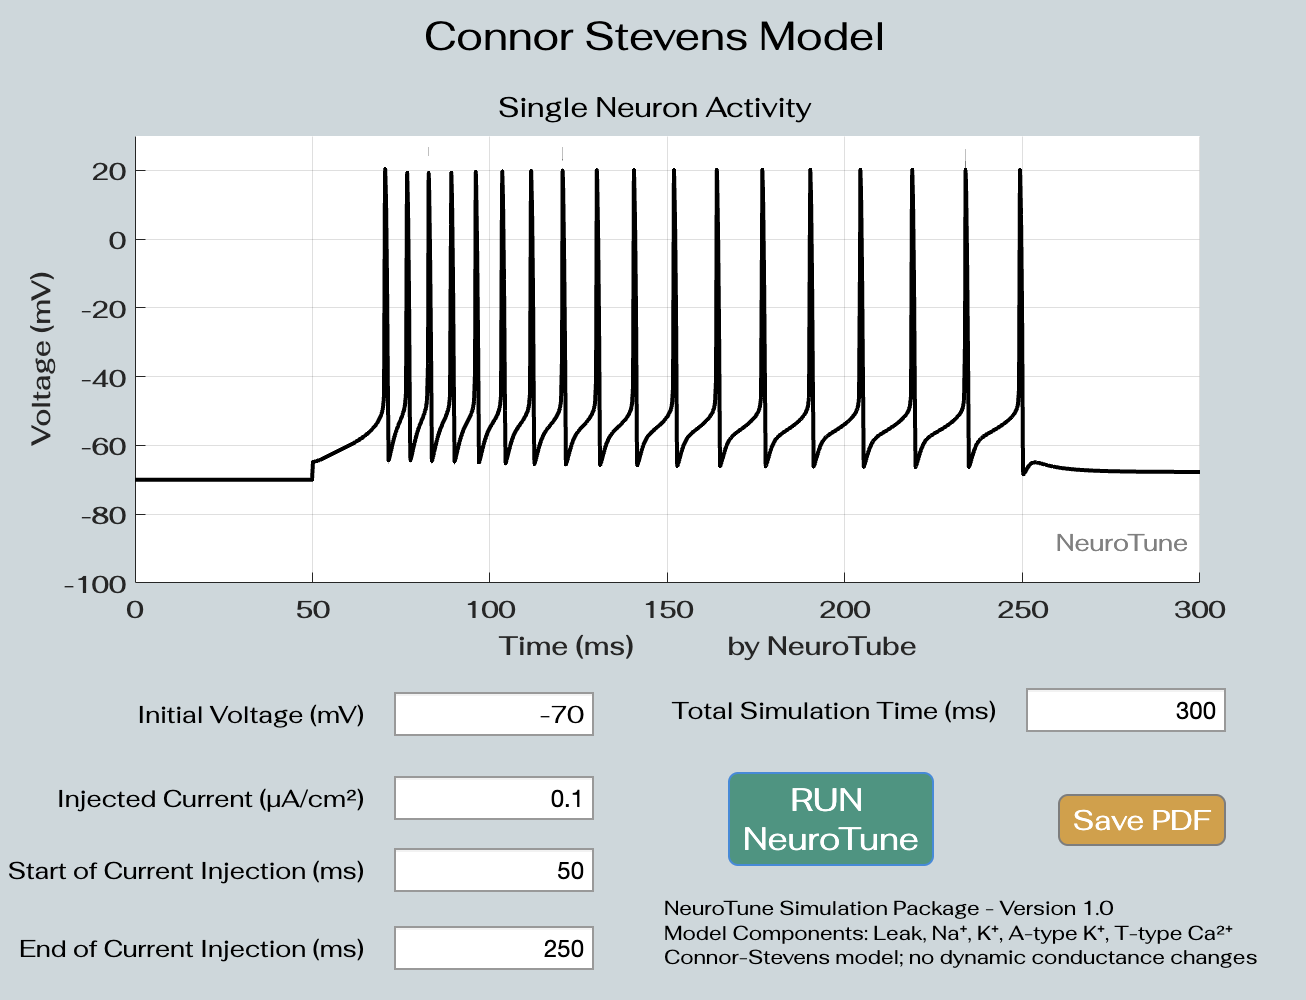 Connor Stevens Model
Single Neuron Activity
Voltage (mV)
20
0
-20
-40
-60
-80
-100
NeuroTune
0 50 100 150 200 250 300
Time (ms) by NeuroTube
Initial Voltage (mV) -70
Total Simulation Time (ms) 300
Injected Current (µA/cm²) 0.1
RUN
NeuroTune
Save PDF
Start of Current Injection (ms) 50
End of Current Injection (ms) 250
NeuroTune Simulation Package - Version 1.0
Model Components: Leak, Na⁺, K⁺, A-type K⁺, T-type Ca²⁺
Connor-Stevens model; no dynamic conductance changes